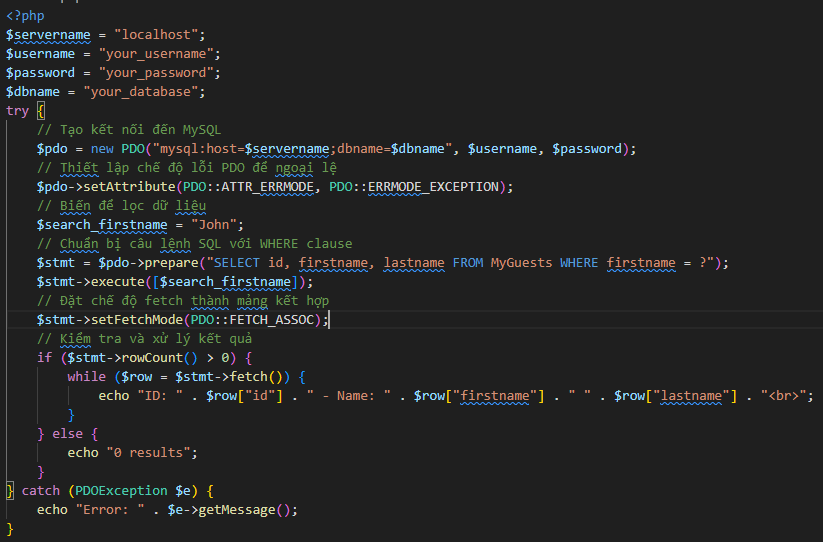 <?php
$servername = "localhost";
$username = "your_username";
$password = "your_password";
$dbname = "your_database";
try {
    // Tạo kết nối đến MySQL
    $pdo = new PDO("mysql:host=$servername;dbname=$dbname", $username, $password);
    // Thiết lập chế độ lỗi PDO để ngoại lệ
    $pdo->setAttribute(PDO::ATTR_ERRMODE, PDO::ERRMODE_EXCEPTION);
    // Biến để lọc dữ liệu
    $search_firstname = "John";
    // Chuẩn bị câu lệnh SQL với WHERE clause
    $stmt = $pdo->prepare("SELECT id, firstname, lastname FROM MyGuests WHERE firstname = ?");
    $stmt->execute([$search_firstname]);
    // Đặt chế độ fetch thành mảng kết hợp
    $stmt->setFetchMode(PDO::FETCH_ASSOC);
    // Kiểm tra và xử lý kết quả
    if ($stmt->rowCount() > 0) {
        while ($row = $stmt->fetch()) {
            echo "ID: " . $row["id"] . " - Name: " . $row["firstname"] . " " . $row["lastname"] . "<br>";
        }
    } else {
        echo "0 results";
    }
} catch (PDOException $e) {
    echo "Error: " . $e->getMessage();
}